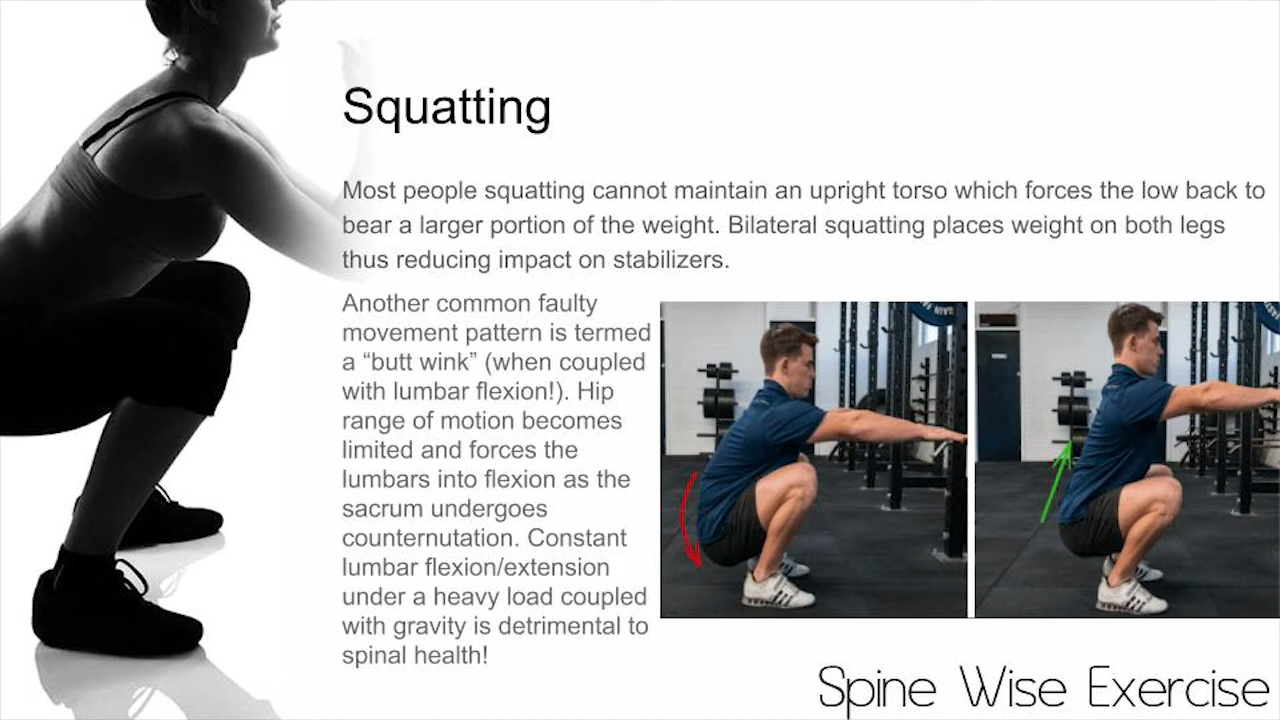 Squatting
Most people squatting cannot maintain an upright torso which forces the low back to
bear a larger portion of the weight. Bilateral squatting places weight on both legs
thus reducing impact on stabilizers.
Another common faulty
movement pattern is termed
a “butt wink” (when coupled
with lumbar flexion!). Hip
range of motion becomes
limited and forces the
lumbars into flexion as the
sacrum undergoes
counternutation. Constant
lumbar flexion/extension
under a heavy load coupled
with gravity is detrimental to
spinal health!
Spine Wise Exercise